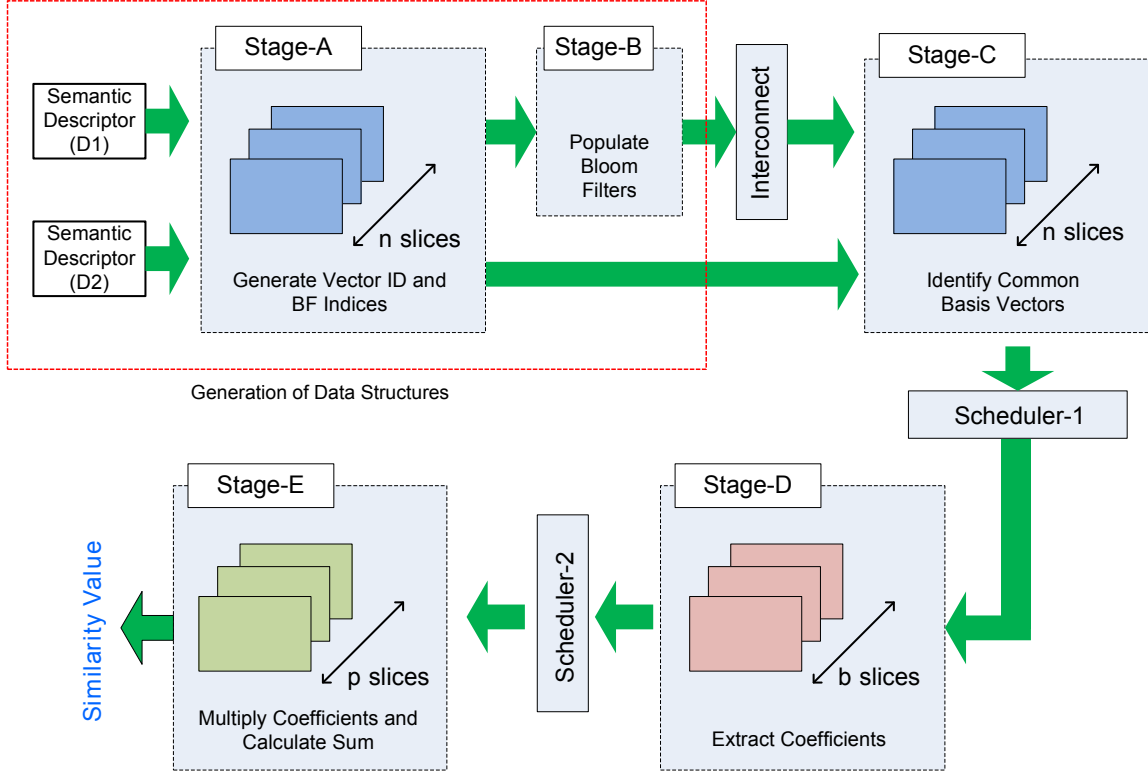 Stage-A
Stage-B
Stage-C
Semantic
Descriptor
(D1)
Populate
Bloom
Filters
Interconnect
n slices
n slices
Semantic
Descriptor
(D2)
Generate Vector ID and
BF Indices
Identify Common
Basis Vectors
Generation of Data Structures
Scheduler-1
Stage-E
Stage-D
Similarity Value
Scheduler-2
p slices
b slices
Multiply Coefficients and
Calculate Sum
Extract Coefficients